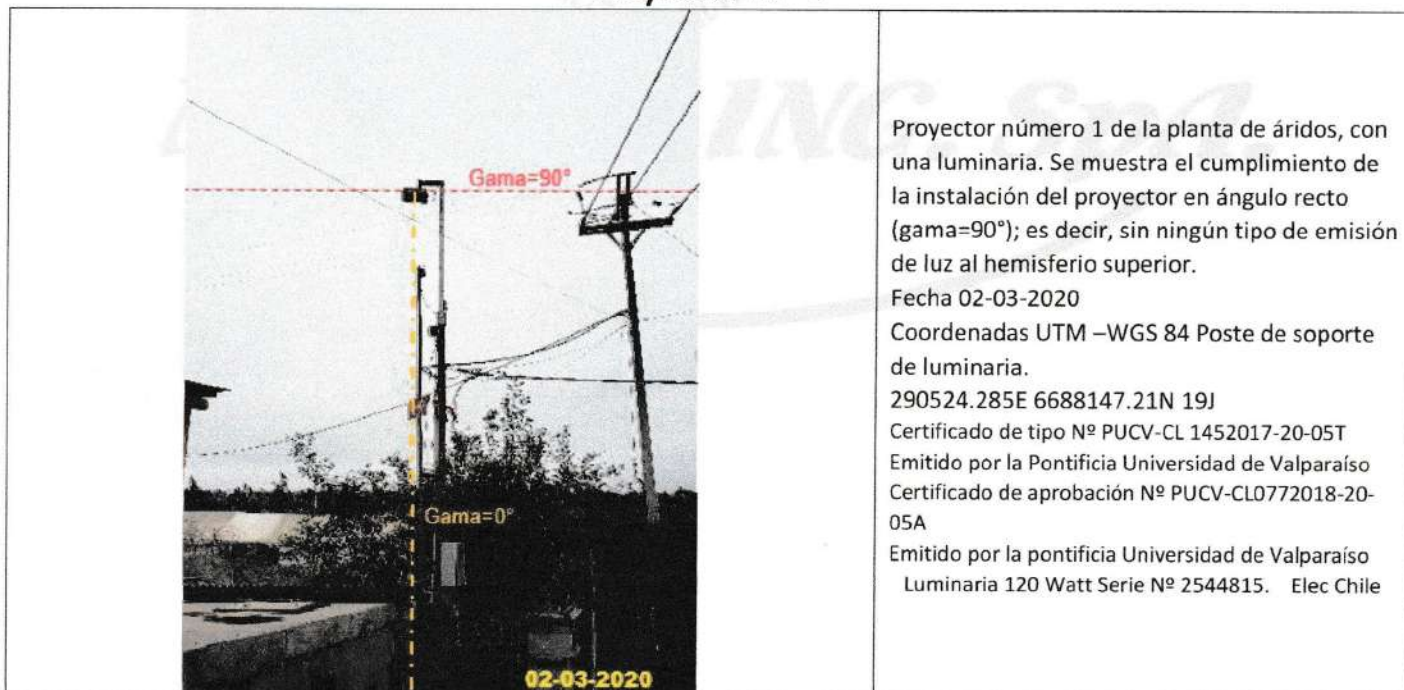 ING. SpA.
Gama=90°
Gama=0°
02-03-2020
Proyector número 1 de la planta de áridos, con
una luminaria. Se muestra el cumplimiento de
la instalación del proyector en ángulo recto
(gama=90°); es decir, sin ningún tipo de emisión
de luz al hemisferio superior.
Fecha 02-03-2020
Coordenadas UTM –WGS 84 Poste de soporte
de luminaria.
290524.285E 6688147.21N 19J
Certificado de tipo Nº PUCV-CL 1452017-20-05T
Emitido por la Pontificia Universidad de Valparaíso
Certificado de aprobación Nº PUCV-CL0772018-20-
05A
Emitido por la pontificia Universidad de Valparaíso
Luminaria 120 Watt Serie Nº 2544815. Elec Chile